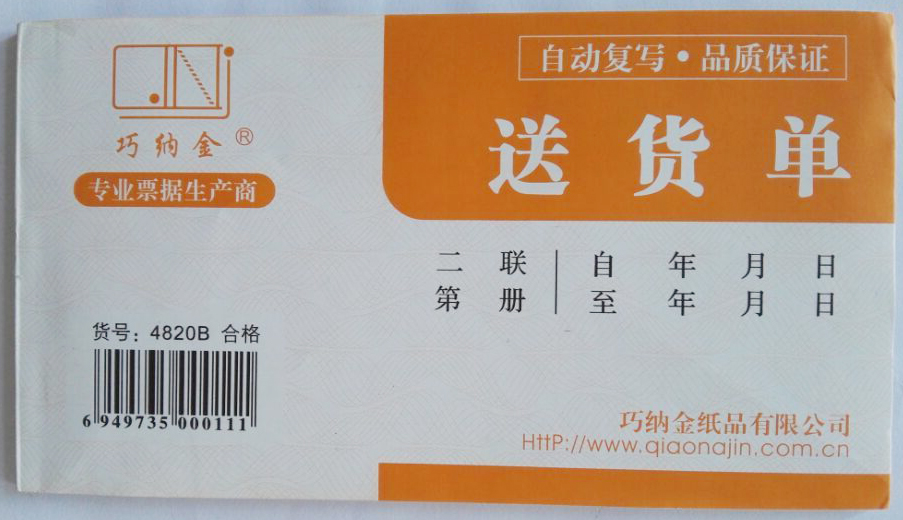 巧纳金®
专业票据生产商
自动复写·品质保证
送货单
二联 自 年 月 日
第 册 至 年 月 日
货号：4820B 合格
6 949735 000111
巧纳金纸品有限公司
HttP://www.qiaonajin.com.cn